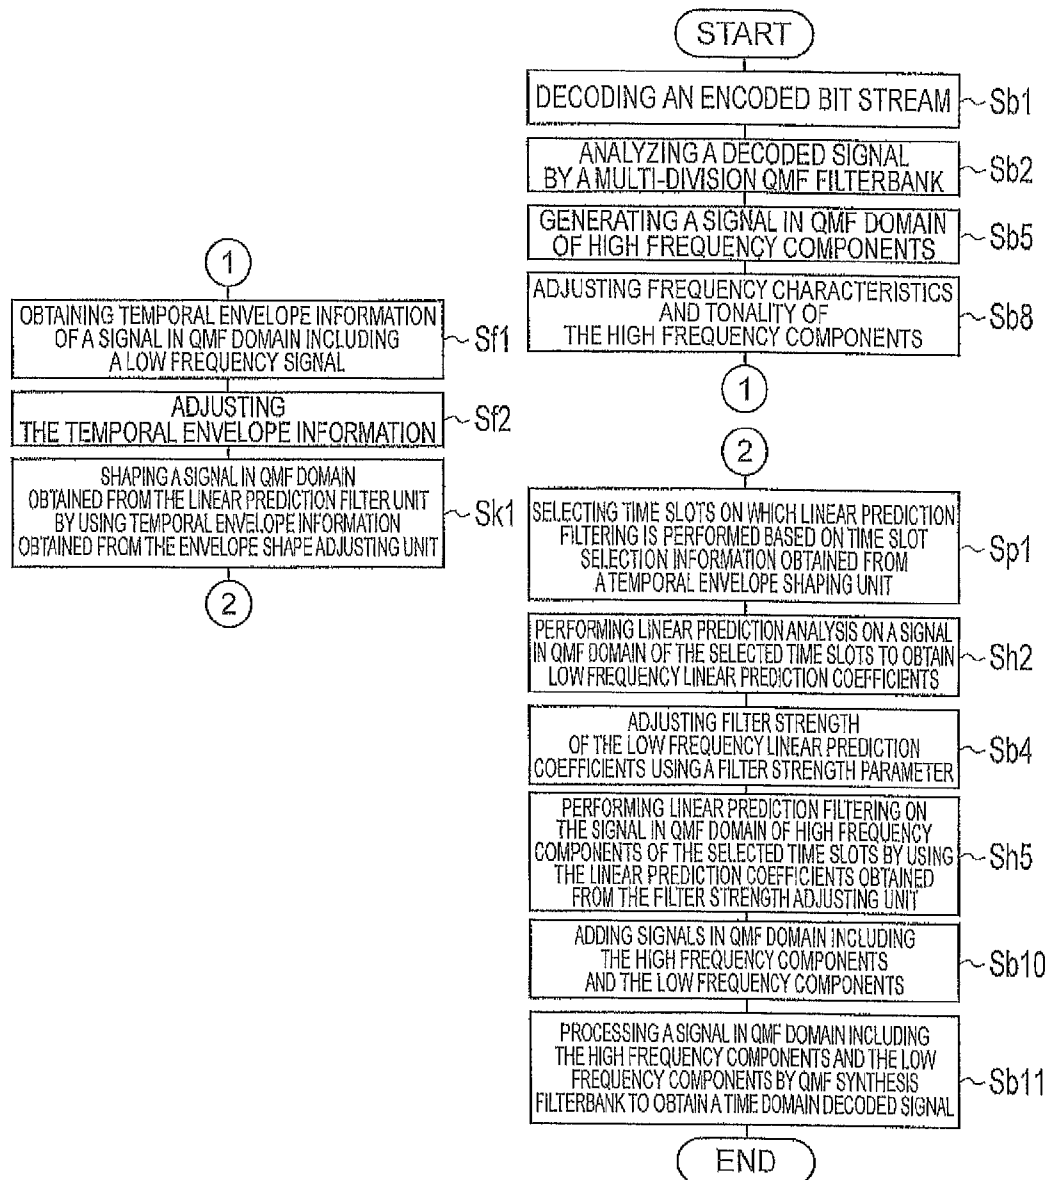 START
DECODING AN ENCODED BIT STREAM
Sb1
ANALYZING A DECODED SIGNAL
BY A MULTI-DIVISION QMF FILTERBANK
Sb2
GENERATING A SIGNAL IN QMF DOMAIN
OF HIGH FREQUENCY COMPONENTS
Sb5
ADJUSTING FREQUENCY CHARACTERISTICS
AND TONALITY OF
THE HIGH FREQUENCY COMPONENTS
Sb8
1
1
OBTAINING TEMPORAL ENVELOPE INFORMATION
OF A SIGNAL IN QMF DOMAIN INCLUDING
A LOW FREQUENCY SIGNAL
Sf1
ADJUSTING
THE TEMPORAL ENVELOPE INFORMATION
Sf2
SHAPING A SIGNAL IN QMF DOMAIN
OBTAINED FROM THE LINEAR PREDICTION FILTER UNIT
BY USING TEMPORAL ENVELOPE INFORMATION
OBTAINED FROM THE ENVELOPE SHAPE ADJUSTING UNIT
Sk1
2
2
SELECTING TIME SLOTS ON WHICH LINEAR PREDICTION
FILTERING IS PERFORMED BASED ON TIME SLOT
SELECTION INFORMATION OBTAINED FROM
A TEMPORAL ENVELOPE SHAPING UNIT
Sp1
PERFORMING LINEAR PREDICTION ANALYSIS ON A SIGNAL
IN QMF DOMAIN OF THE SELECTED TIME SLOTS TO OBTAIN
LOW FREQUENCY LINEAR PREDICTION COEFFICIENTS
Sh2
ADJUSTING FILTER STRENGTH
OF THE LOW FREQUENCY LINEAR PREDICTION
COEFFICIENTS USING A FILTER STRENGTH PARAMETER
Sb4
PERFORMING LINEAR PREDICTION FILTERING ON
THE SIGNAL IN QMF DOMAIN OF HIGH FREQUENCY
COMPONENTS OF THE SELECTED TIME SLOTS BY USING
THE LINEAR PREDICTION COEFFICIENTS OBTAINED
FROM THE FILTER STRENGTH ADJUSTING UNIT
Sh5
ADDING SIGNALS IN QMF DOMAIN INCLUDING
THE HIGH FREQUENCY COMPONENTS
AND THE LOW FREQUENCY COMPONENTS
Sb10
PROCESSING A SIGNAL IN QMF DOMAIN INCLUDING
THE HIGH FREQUENCY COMPONENTS AND THE LOW
FREQUENCY COMPONENTS BY QMF SYNTHESIS
FILTERBANK TO OBTAIN A TIME DOMAIN DECODED SIGNAL
Sb11
END